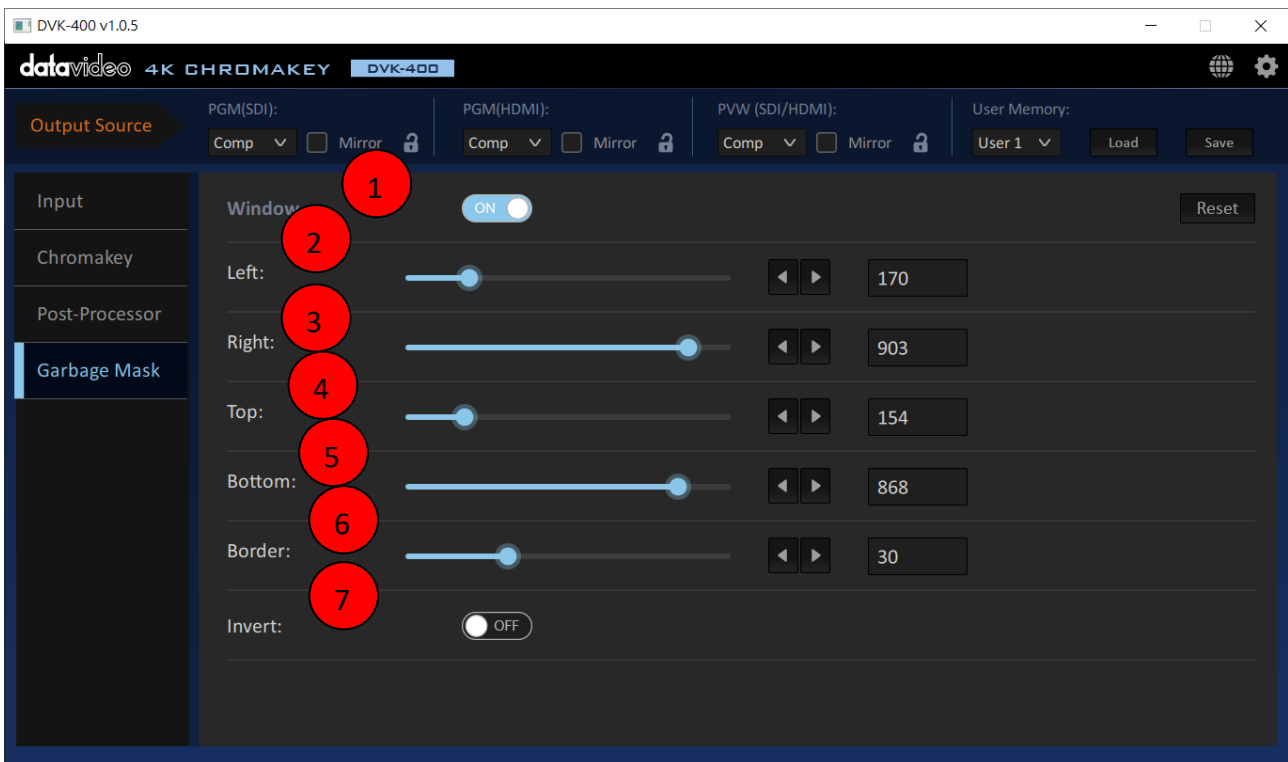 DVK-400 v1.0.5
datavideo 4K CHROMAKEY DVK-400
Output Source
PGM(SDI): PGM(HDMI): PVW (SDI/HDMI): User Memory:
Comp Mirror Comp Mirror Comp Mirror User 1 Load Save
Input
Chromakey
Post-Processor
Garbage Mask
1
Window ON Reset
2
Left: 170
3
Right: 903
4
Top: 154
5
Bottom: 868
6
Border: 30
7
Invert: OFF